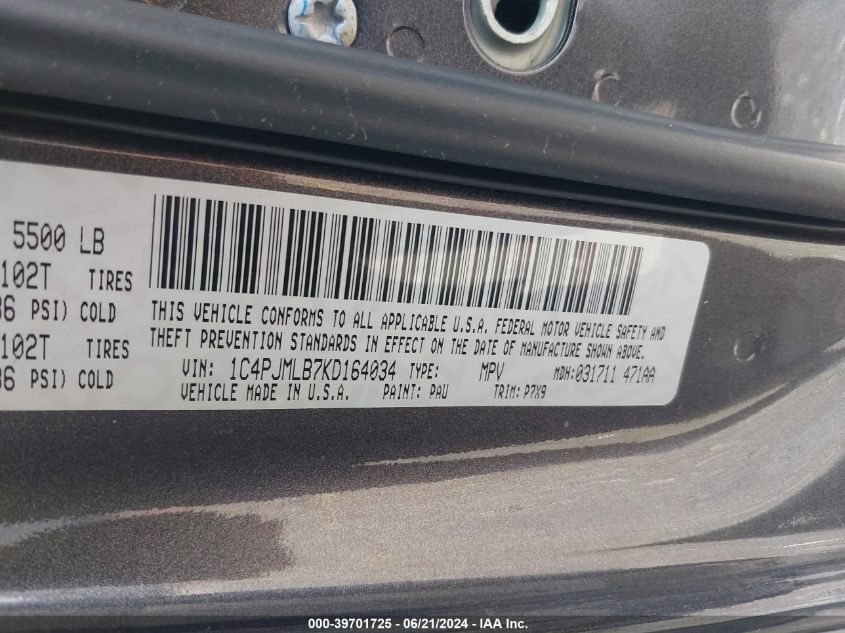 5500 LB
102T TIRES
PSI) COLD
102T TIRES
PSI) COLD
THIS VEHICLE CONFORMS TO ALL APPLICABLE U.S.A. FEDERAL MOTOR VEHICLE SAFETY AND
THEFT PREVENTION STANDARDS IN EFFECT ON THE DATE OF MANUFACTURE SHOWN ABOVE.
VIN: 1C4PJMLB7KD164034 TYPE: MPV MDH:031711 471AA
VEHICLE MADE IN U.S.A. PAINT: PAU TRIM: P7X9
000-39701725 - 06/21/2024 - IAA Inc.